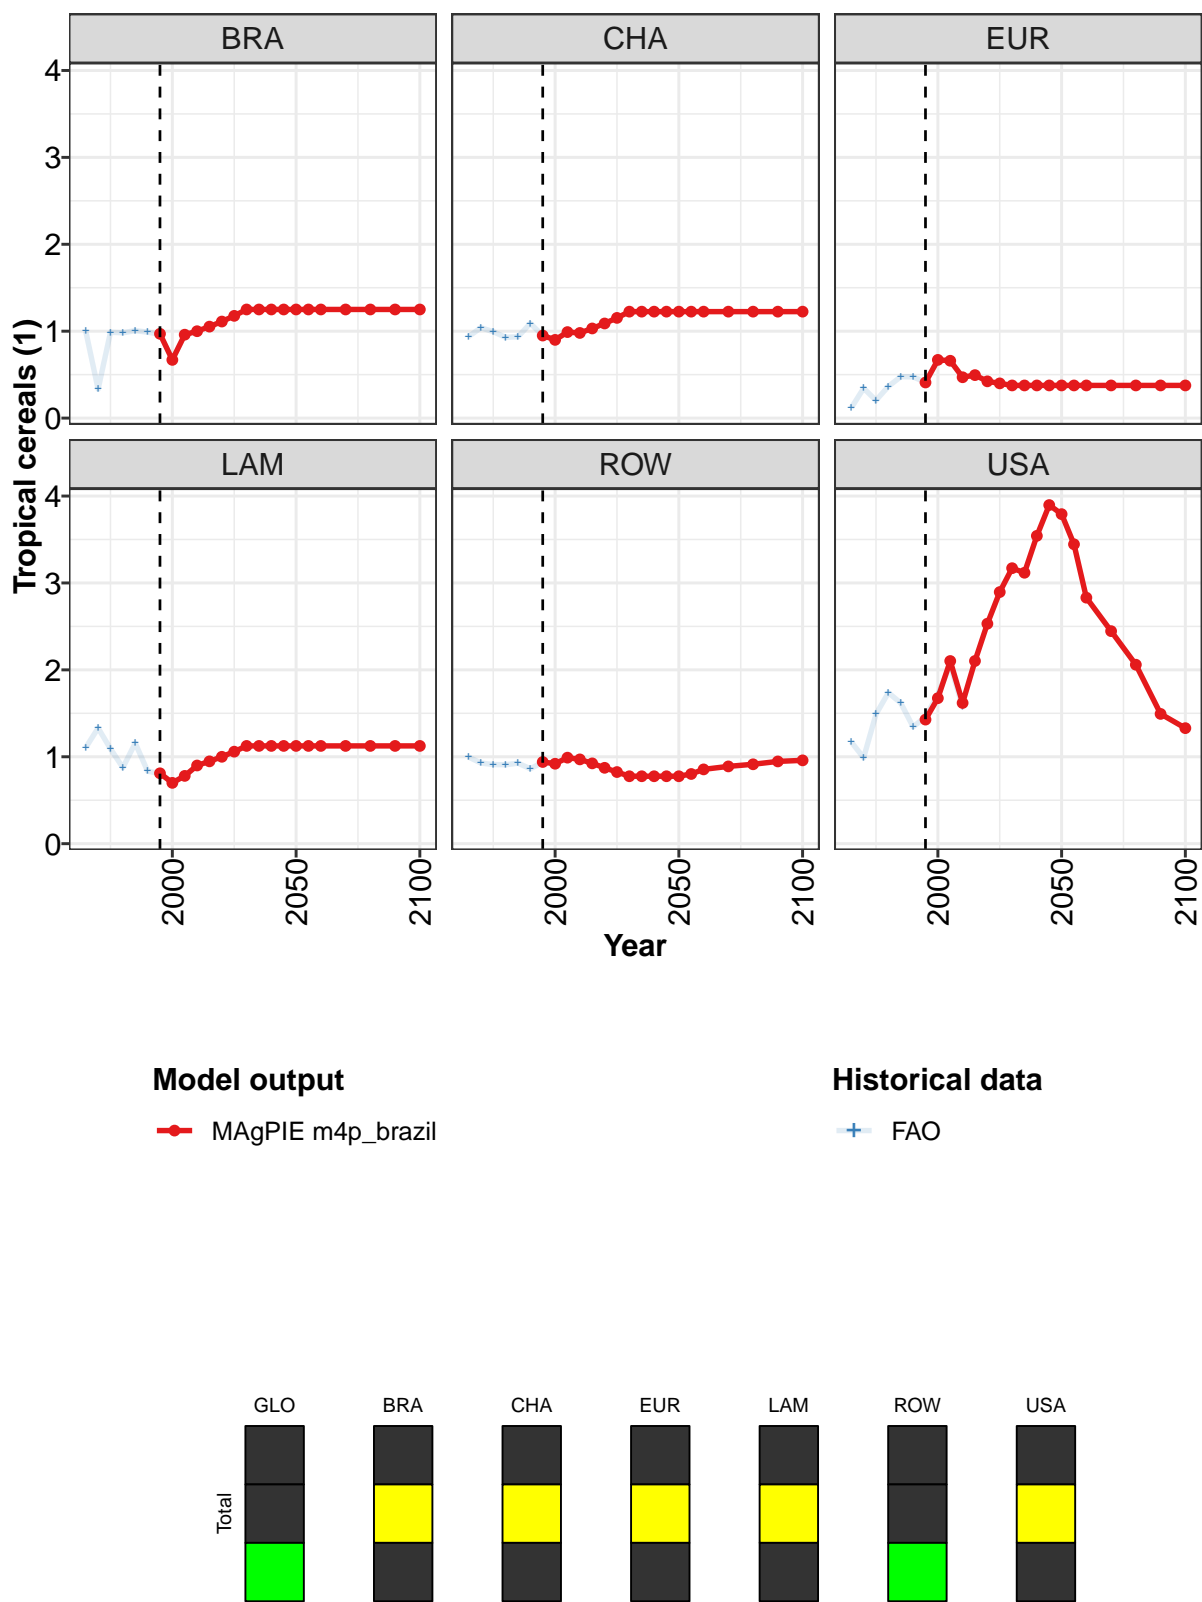 BRA
CHA
EUR
4
3
2
1
0
LAM
ROW
USA
4
3
2
1
0
Tropical cereals (1)
2000
2050
2100
2000
2050
2100
2000
2050
2100
Year
Model output
MAgPIE m4p_brazil
Historical data
FAO
GLO
BRA
CHA
EUR
LAM
ROW
USA
Total